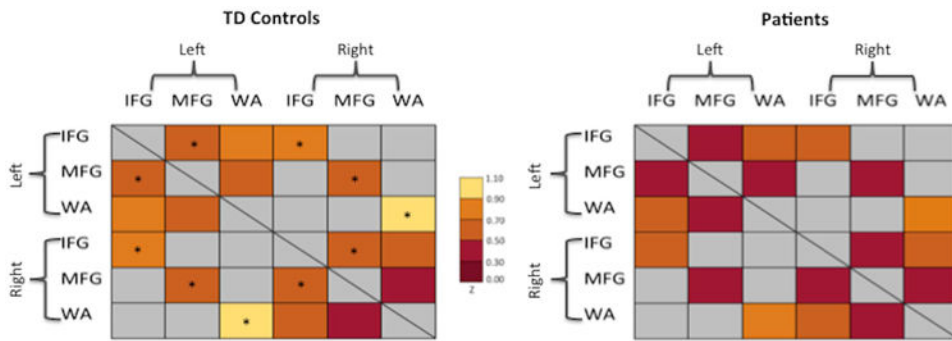 TD Controls
Left
Right
IFG MFG WA IFG MFG WA
Left
IFG
*
*
MFG
*
*
WA
*
Right
IFG
*
*
MFG
*
*
WA
*
1.10
0.90
0.70
0.50
0.30
0.00
Z
Patients
Left
Right
IFG MFG WA IFG MFG WA
Left
IFG
MFG
WA
Right
IFG
MFG
WA